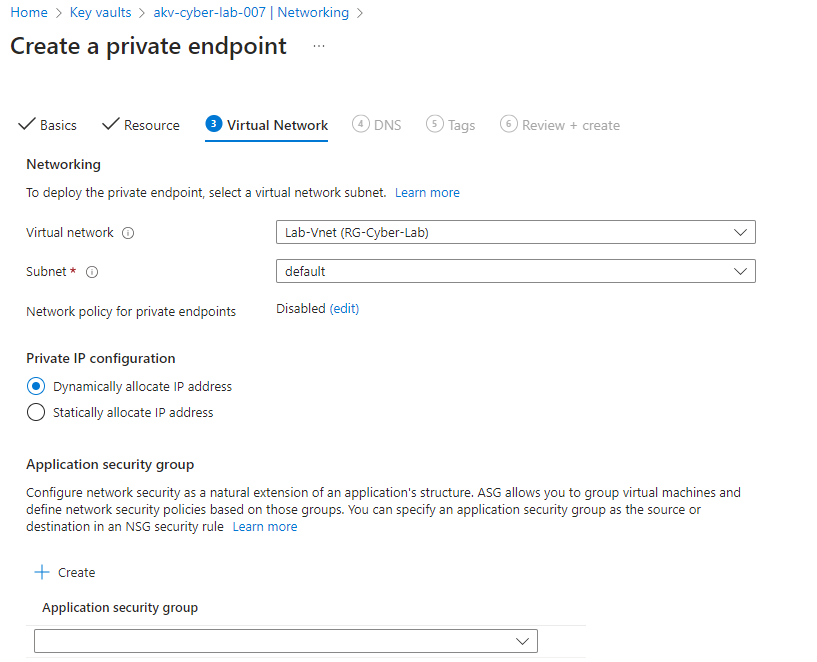 Home > Key vaults > akv-cyber-lab-007 | Networking >
Create a private endpoint ...
Basics Resource 3 Virtual Network 4 DNS 5 Tags 6 Review + create
Networking
To deploy the private endpoint, select a virtual network subnet. Learn more
Virtual network Lab-Vnet (RG-Cyber-Lab)
Subnet * default
Network policy for private endpoints Disabled (edit)
Private IP configuration
Dynamically allocate IP address
Statically allocate IP address
Application security group
Configure network security as a natural extension of an application's structure. ASG allows you to group virtual machines and
define network security policies based on those groups. You can specify an application security group as the source or
destination in an NSG security rule Learn more
+ Create
Application security group